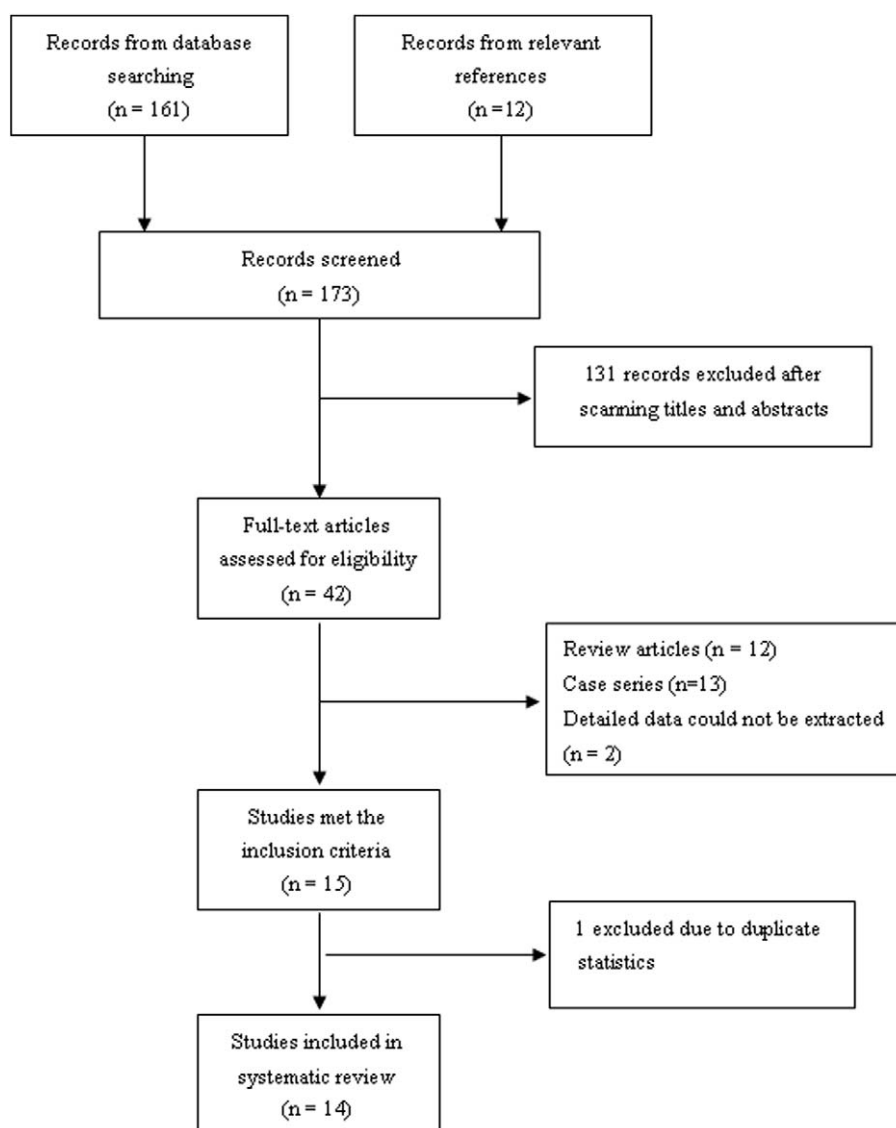 Records from database
searching
(n = 161)
Records from relevant
references
(n =12)
Records screened
(n = 173)
131 records excluded after
scanning titles and abstracts
Full-text articles
assessed for eligibility
(n = 42)
Review articles (n = 12)
Case series (n=13)
Detailed data could not be extracted
(n = 2)
Studies met the
inclusion criteria
(n = 15)
1 excluded due to duplicate
statistics
Studies included in
systematic review
(n = 14)